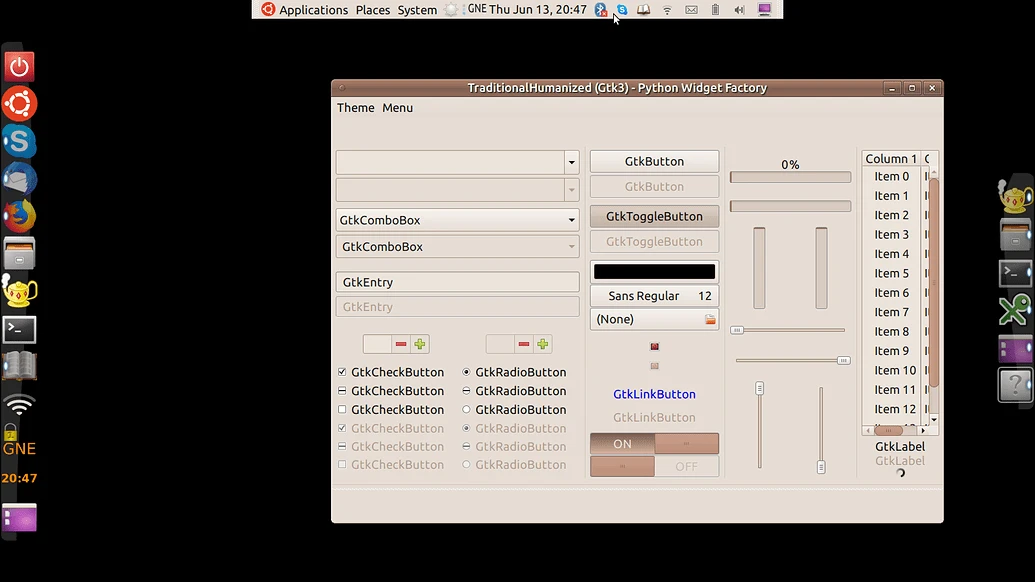 Applications Places System GNE Thu Jun 13, 20:47
TraditionalHumanized (Gtk3) - Python Widget Factory
Theme Menu
GtkComboBox
GtkComboBox
GtkEntry
GtkEntry
GtkCheckButton GtkRadioButton
GtkCheckButton GtkRadioButton
GtkCheckButton GtkRadioButton
GtkCheckButton GtkRadioButton
GtkCheckButton GtkRadioButton
GtkCheckButton GtkRadioButton
GtkButton
GtkButton
GtkToggleButton
GtkToggleButton
Sans Regular 12
(None)
GtkLinkButton
GtkLinkButton
ON
OFF
0%
Column 1
Item 0
Item 1
Item 2
Item 3
Item 4
Item 5
Item 6
Item 7
Item 8
Item 9
Item 10
Item 11
Item 12
GtkLabel
GtkLabel
GNE
20:47